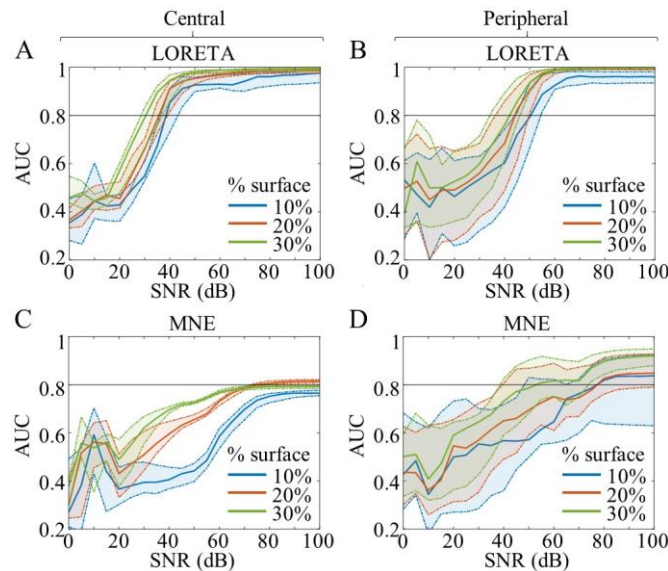 Central
Peripheral
A
LORETA
B
LORETA
AUC
1
0.8
0.6
0.4
0.2
% surface
10%
20%
30%
0 20 40 60 80 100
SNR (dB)
AUC
1
0.8
0.6
0.4
0.2
% surface
10%
20%
30%
0 20 40 60 80 100
SNR (dB)
C
MNE
D
MNE
AUC
1
0.8
0.6
0.4
0.2
% surface
10%
20%
30%
0 20 40 60 80 100
SNR (dB)
AUC
1
0.8
0.6
0.4
0.2
% surface
10%
20%
30%
0 20 40 60 80 100
SNR (dB)